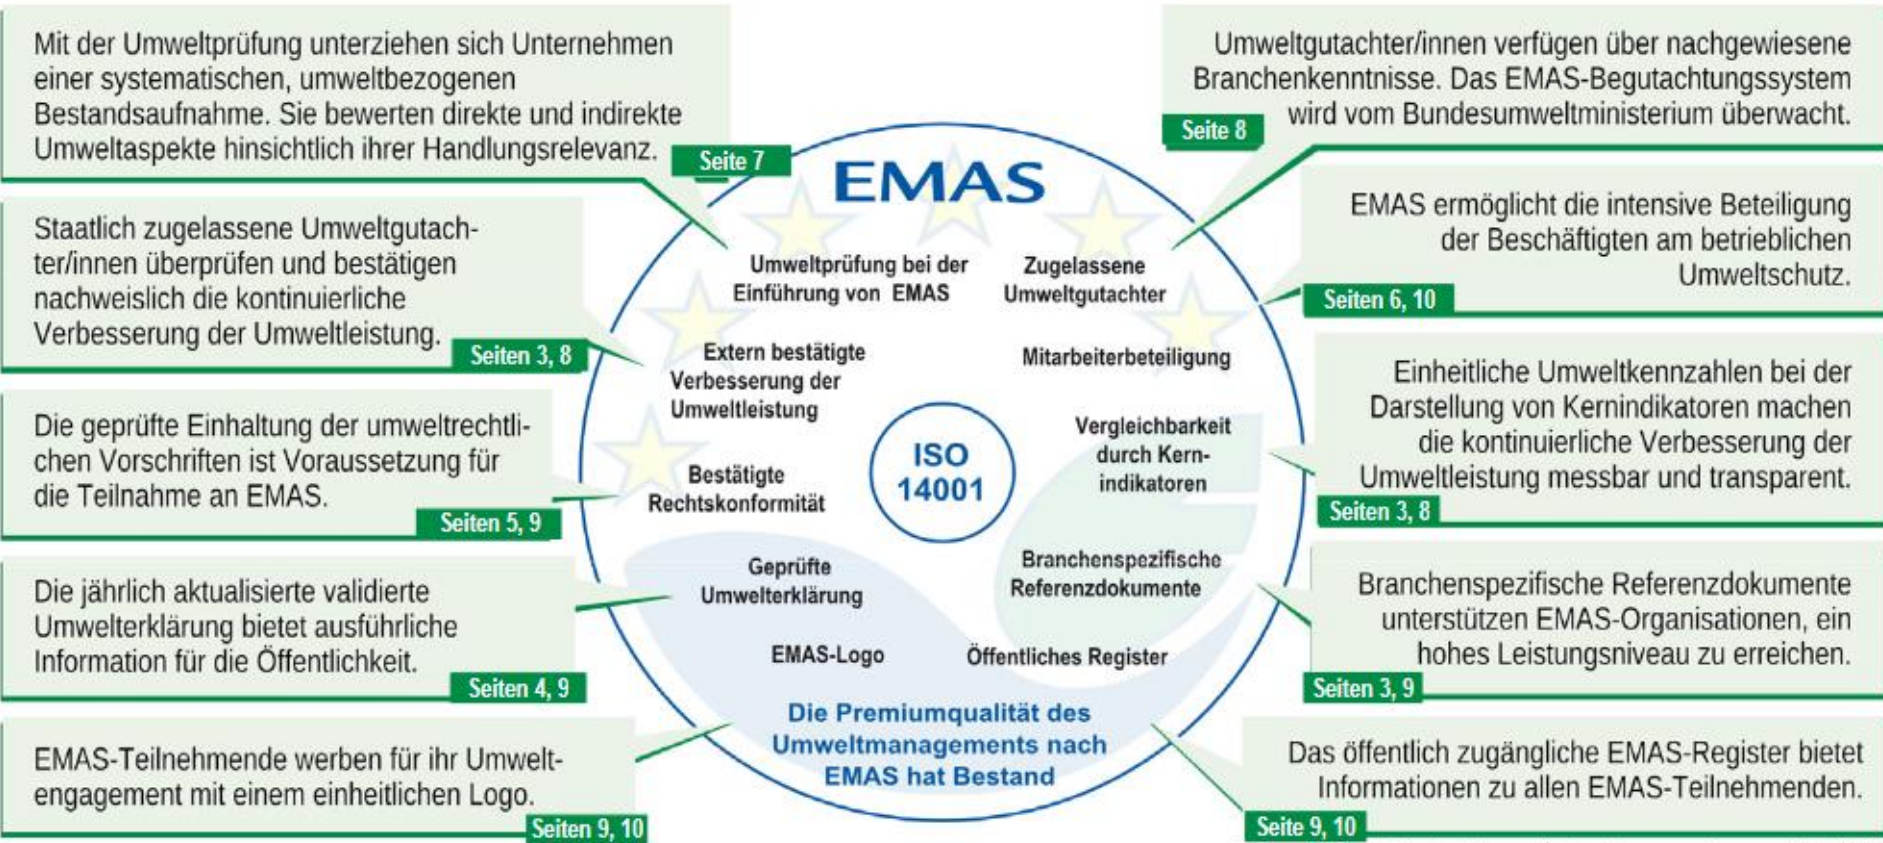 Mit der Umweltprüfung unterziehen sich Unternehmen
einer systematischen, umweltbezogenen
Bestandsaufnahme. Sie bewerten direkte und indirekte
Umweltaspekte hinsichtlich ihrer Handlungsrelevanz.
Seite 7
Staatlich zugelassene Umweltgutach-
ter/innen überprüfen und bestätigen
nachweislich die kontinuierliche
Verbesserung der Umweltleistung.
Seiten 3, 8
Die geprüfte Einhaltung der umweltrechtli-
chen Vorschriften ist Voraussetzung für
die Teilnahme an EMAS.
Seiten 5, 9
Die jährlich aktualisierte validierte
Umwelterklärung bietet ausführliche
Information für die Öffentlichkeit.
Seiten 4, 9
EMAS-Teilnehmende werben für ihr Umwelt-
engagement mit einem einheitlichen Logo.
Seiten 9, 10
EMAS
Umweltprüfung bei der
Einführung von EMAS
Zugelassene
Umweltgutachter
Extern bestätigte
Verbesserung der
Umweltleistung
Mitarbeiterbeteiligung
Bestätigte
Rechtskonformität
ISO
14001
Vergleichbarkeit
durch Kern-
indikatoren
Geprüfte
Umwelterklärung
Branchenspezifische
Referenzdokumente
EMAS-Logo
Öffentliches Register
Die Premiumqualität des
Umweltmanagements nach
EMAS hat Bestand
Umweltgutachter/innen verfügen über nachgewiesene
Branchenkenntnisse. Das EMAS-Begutachtungssystem
wird vom Bundesumweltministerium überwacht.
Seite 8
EMAS ermöglicht die intensive Beteiligung
der Beschäftigten am betrieblichen
Umweltschutz.
Seiten 6, 10
Einheitliche Umweltkennzahlen bei der
Darstellung von Kernindikatoren machen
die kontinuierliche Verbesserung der
Umweltleistung messbar und transparent.
Seiten 3, 8
Branchenspezifische Referenzdokumente
unterstützen EMAS-Organisationen, ein
hohes Leistungsniveau zu erreichen.
Seiten 3, 9
Das öffentlich zugängliche EMAS-Register bietet
Informationen zu allen EMAS-Teilnehmenden.
Seite 9, 10